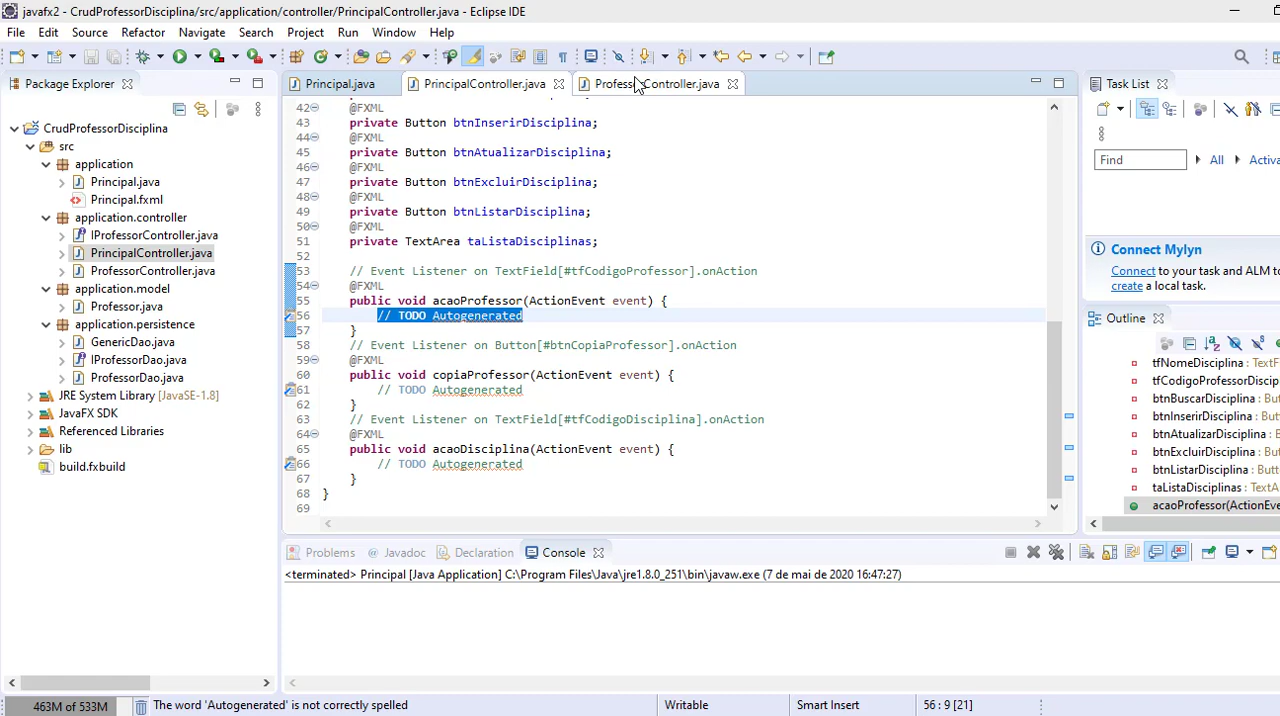 javafx2 - CrudProfessorDisciplina/src/application/controller/PrincipalController.java - Eclipse IDE
File Edit Source Refactor Navigate Search Project Run Window Help
Package Explorer
CrudProfessorDisciplina
src
application
Principal.java
Principal.fxml
application.controller
IProfessorController.java
PrincipalController.java
ProfessorController.java
application.model
Professor.java
application.persistence
GenericDao.java
IProfessorDao.java
ProfessorDao.java
JRE System Library [JavaSE-1.8]
JavaFX SDK
Referenced Libraries
lib
build.fxbuild
Principal.java PrincipalController.java ProfessorController.java
42 @FXML
43 private Button btnInserirDisciplina;
44 @FXML
45 private Button btnAtualizarDisciplina;
46 @FXML
47 private Button btnExcluirDisciplina;
48 @FXML
49 private Button btnListarDisciplina;
50 @FXML
51 private TextArea taListaDisciplinas;
52
53 // Event Listener on TextField[#tfCodigoProfessor].onAction
54 @FXML
55 public void acaoProfessor(ActionEvent event) {
56 // TODO Autogenerated
57 }
58 // Event Listener on Button[#btnCopiaProfessor].onAction
59 @FXML
60 public void copiaProfessor(ActionEvent event) {
61 // TODO Autogenerated
62 }
63 // Event Listener on TextField[#tfCodigoDisciplina].onAction
64 @FXML
65 public void acaoDisciplina(ActionEvent event) {
66 // TODO Autogenerated
67 }
68 }
69
Task List
Find All Activa
Connect Mylyn
Connect to your task and ALM to
create a local task.
Outline
tfNomeDisciplina : TextF
tfCodigoProfessorDiscip
btnBuscarDisciplina : Bu
btnInserirDisciplina : Bu
btnAtualizarDisciplina :
btnExcluirDisciplina : Bu
btnListarDisciplina : Butt
taListaDisciplinas : TextA
acaoProfessor(ActionEve
Problems Javadoc Declaration Console
<terminated> Principal [Java Application] C:\Program Files\Java\jre1.8.0_251\bin\javaw.exe (7 de mai de 2020 16:47:27)
463M of 533M The word 'Autogenerated' is not correctly spelled Writable Smart Insert 56 : 9 [21]